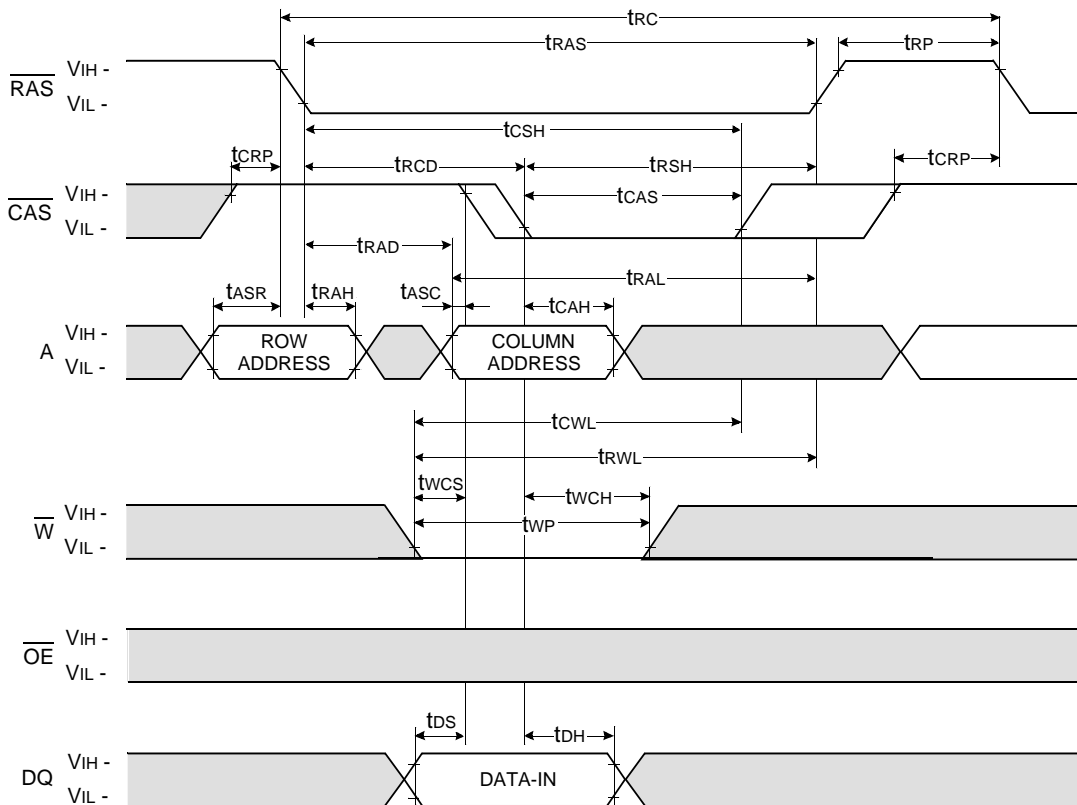 tRC
tRAS
tRP
RAS
VIH -
VIL -
tCSH
tCRP
tRCD
tRSH
tCRP
CAS
VIH -
VIL -
tCAS
tRAD
tRAL
tASR
tRAH
tASC
tCAH
A
VIH -
VIL -
ROW
ADDRESS
COLUMN
ADDRESS
tCWL
tRWL
tWCS
tWCH
W
VIH -
VIL -
tWP
OE
VIH -
VIL -
tDS
tDH
DQ
VIH -
VIL -
DATA-IN